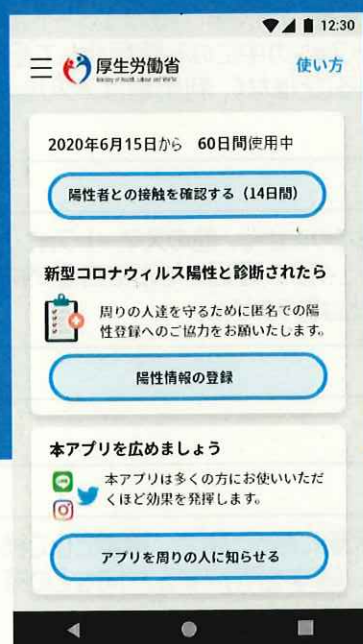 12:30
厚生労働省
Ministry of Health, Labour and Welfare
使い方
2020年6月15日から 60日間使用中
陽性者との接触を確認する（14日間）
新型コロナウィルス陽性と診断されたら
周りの人達を守るために匿名での陽
性登録へのご協力をお願いたします。
陽性情報の登録
本アプリを広めましょう
本アプリは多くの方にお使いいただ
くほど効果を発揮します。
アプリを周りの人に知らせる